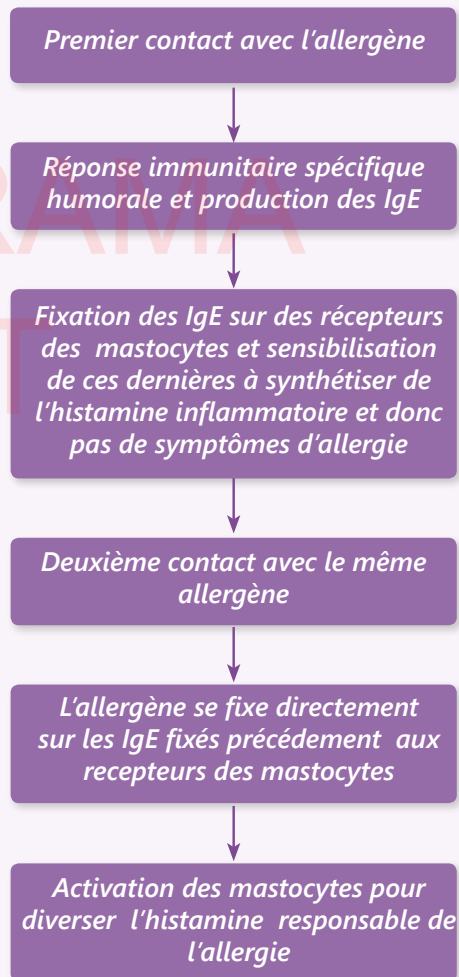 Premier contact avec l'allergène
Réponse immunitaire spécifique
humorale et production des IgE
Fixation des IgE sur des récepteurs
des mastocytes et sensibilisation
de ces dernières à synthétiser de
l'histamine inflammatoire et donc
pas de symptômes d'allergie
Deuxième contact avec le même
allergène
L'allergène se fixe directement
sur les IgE fixés précédement aux
recepteurs des mastocytes
Activation des mastocytes pour
diverser l'histamine responsable de
l'allergie